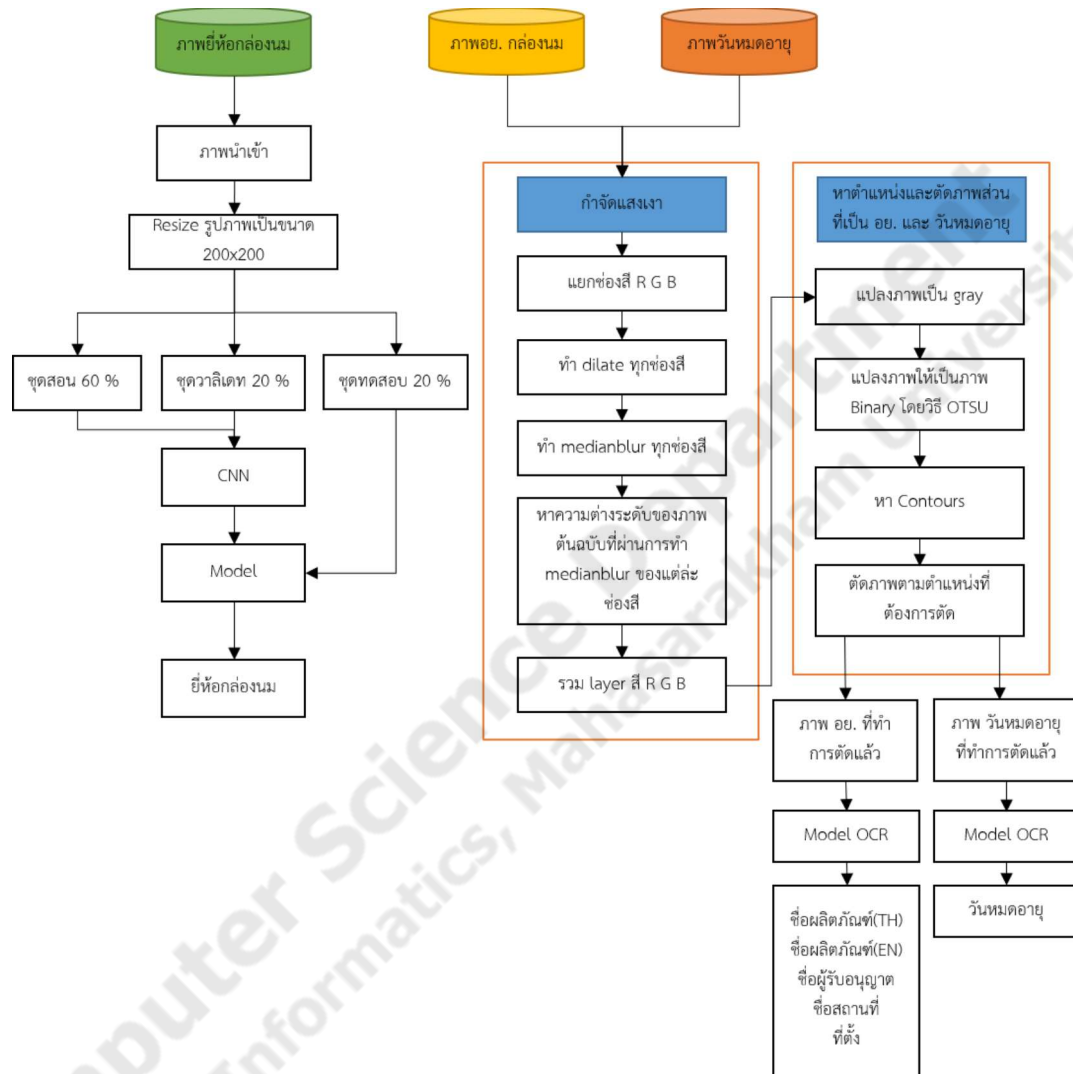 ภาพยี่ห้อกล่องนม
ภาพอย. กล่องนม
ภาพวันหมดอายุ
ภาพนำเข้า
Resize รูปภาพเป็นขนาด
200x200
ชุดสอน 60 %
ชุดวาลิเดท 20 %
ชุดทดสอบ 20 %
CNN
Model
ยี่ห้อกล่องนม
กำจัดแสงเงา
แยกช่องสี R G B
ทำ dilate ทุกช่องสี
ทำ medianblur ทุกช่องสี
หาความต่างระดับของภาพ
ต้นฉบับที่ผ่านการทำ
medianblur ของแต่ล่ะ
ช่องสี
รวม layer สี R G B
หาตำแหน่งและตัดภาพส่วน
ที่เป็น อย. และ วันหมดอายุ
แปลงภาพเป็น gray
แปลงภาพให้เป็นภาพ
Binary โดยวิธี OTSU
หา Contours
ตัดภาพตามตำแหน่งที่
ต้องการตัด
ภาพ อย. ที่ทำ
การตัดแล้ว
Model OCR
ชื่อผลิตภัณฑ์(TH)
ชื่อผลิตภัณฑ์(EN)
ชื่อผู้รับอนุญาต
ชื่อสถานที่
ที่ตั้ง
ภาพ วันหมดอายุ
ที่ทำการตัดแล้ว
Model OCR
วันหมดอายุ
puter Science Department
Informatics, Mahasarakham Universit